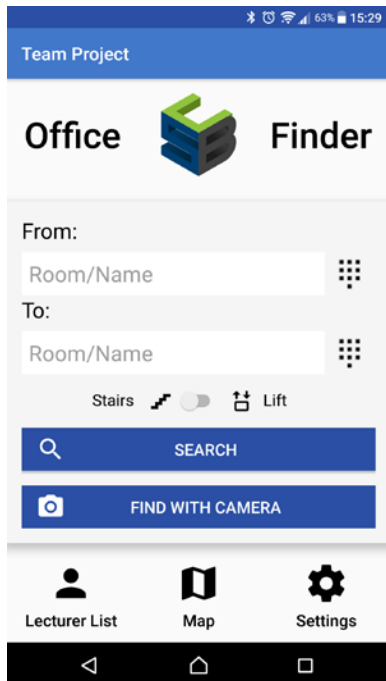 63% 15:29
Team Project
Office Finder
From:
Room/Name
To:
Room/Name
Stairs Lift
SEARCH
FIND WITH CAMERA
Lecturer List Map Settings